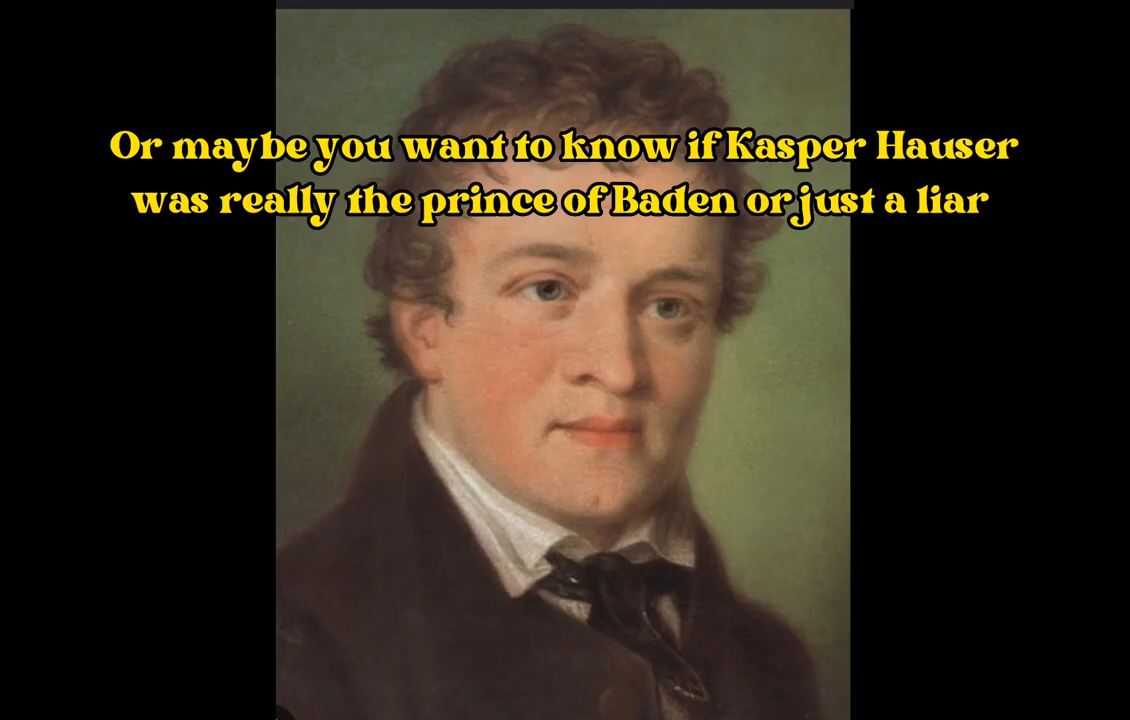 Or maybe you want to know if Kasper Hauser
was really the prince of Baden or just a liar